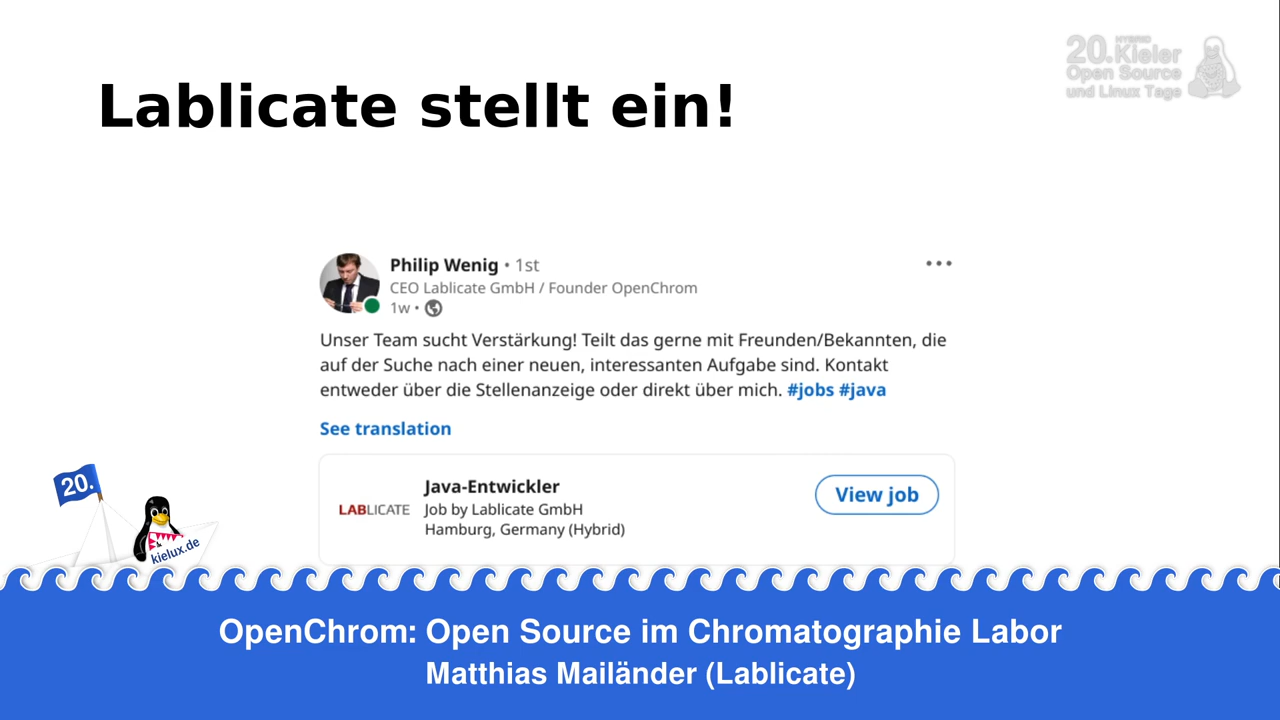 HYBRID
20. Kieler
Open Source
und Linux Tage
Lablicate stellt ein!
Philip Wenig • 1st
CEO Lablicate GmbH / Founder OpenChrom
1w •
Unser Team sucht Verstärkung! Teilt das gerne mit Freunden/Bekannten, die
auf der Suche nach einer neuen, interessanten Aufgabe sind. Kontakt
entweder über die Stellenanzeige oder direkt über mich. #jobs #java
See translation
LABLICATE
Java-Entwickler
Job by Lablicate GmbH
Hamburg, Germany (Hybrid)
View job
20.
kielux.de
OpenChrom: Open Source im Chromatographie Labor
Matthias Mailänder (Lablicate)